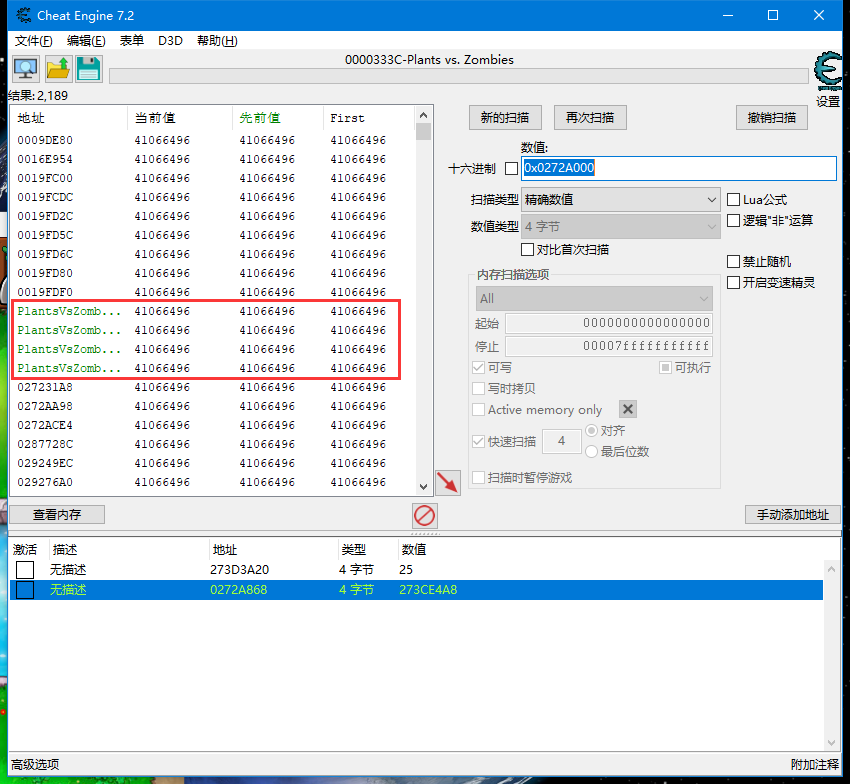 Cheat Engine 7.2
文件(F) 编辑(E) 表单 D3D 帮助(H)
0000333C-Plants vs. Zombies
结果: 2,189
设置
地址 当前值 先前值 First
0009DE80 41066496 41066496 41066496
0016E954 41066496 41066496 41066496
0019FC00 41066496 41066496 41066496
0019FCDC 41066496 41066496 41066496
0019FD2C 41066496 41066496 41066496
0019FD5C 41066496 41066496 41066496
0019FD6C 41066496 41066496 41066496
0019FD80 41066496 41066496 41066496
0019FDF0 41066496 41066496 41066496
PlantsVsZomb... 41066496 41066496 41066496
PlantsVsZomb... 41066496 41066496 41066496
PlantsVsZomb... 41066496 41066496 41066496
PlantsVsZomb... 41066496 41066496 41066496
027231A8 41066496 41066496 41066496
0272AA98 41066496 41066496 41066496
0272ACE4 41066496 41066496 41066496
0287728C 41066496 41066496 41066496
029249EC 41066496 41066496 41066496
029276A0 41066496 41066496 41066496
新的扫描 再次扫描 撤销扫描
数值:
十六进制 0x0272A000
扫描类型 精确数值 Lua公式
数值类型 4 字节 逻辑"非"运算
对比首次扫描
禁止随机
内存扫描选项
开启变速精灵
All
起始 0000000000000000
停止 00007fffffffffff
可写 可执行
写时拷贝
Active memory only
快速扫描 4 对齐
最后位数
扫描时暂停游戏
查看内存 手动添加地址
激活 描述 地址 类型 数值
无描述 273D3A20 4 字节 25
无描述 0272A868 4 字节 273CE4A8
高级选项 附加注释